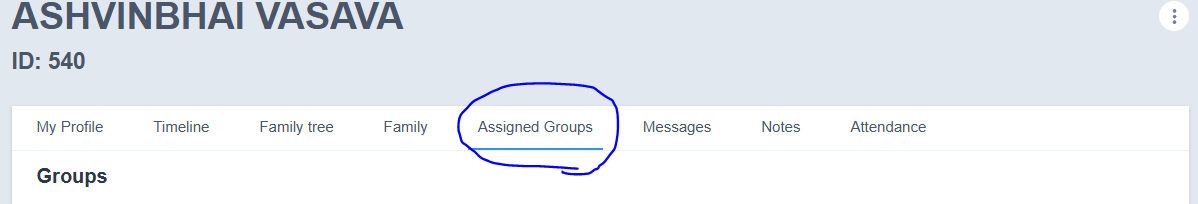 ASHVINBHAI VASAVA
ID: 540
My Profile Timeline Family tree Family Assigned Groups Messages Notes Attendance
Groups